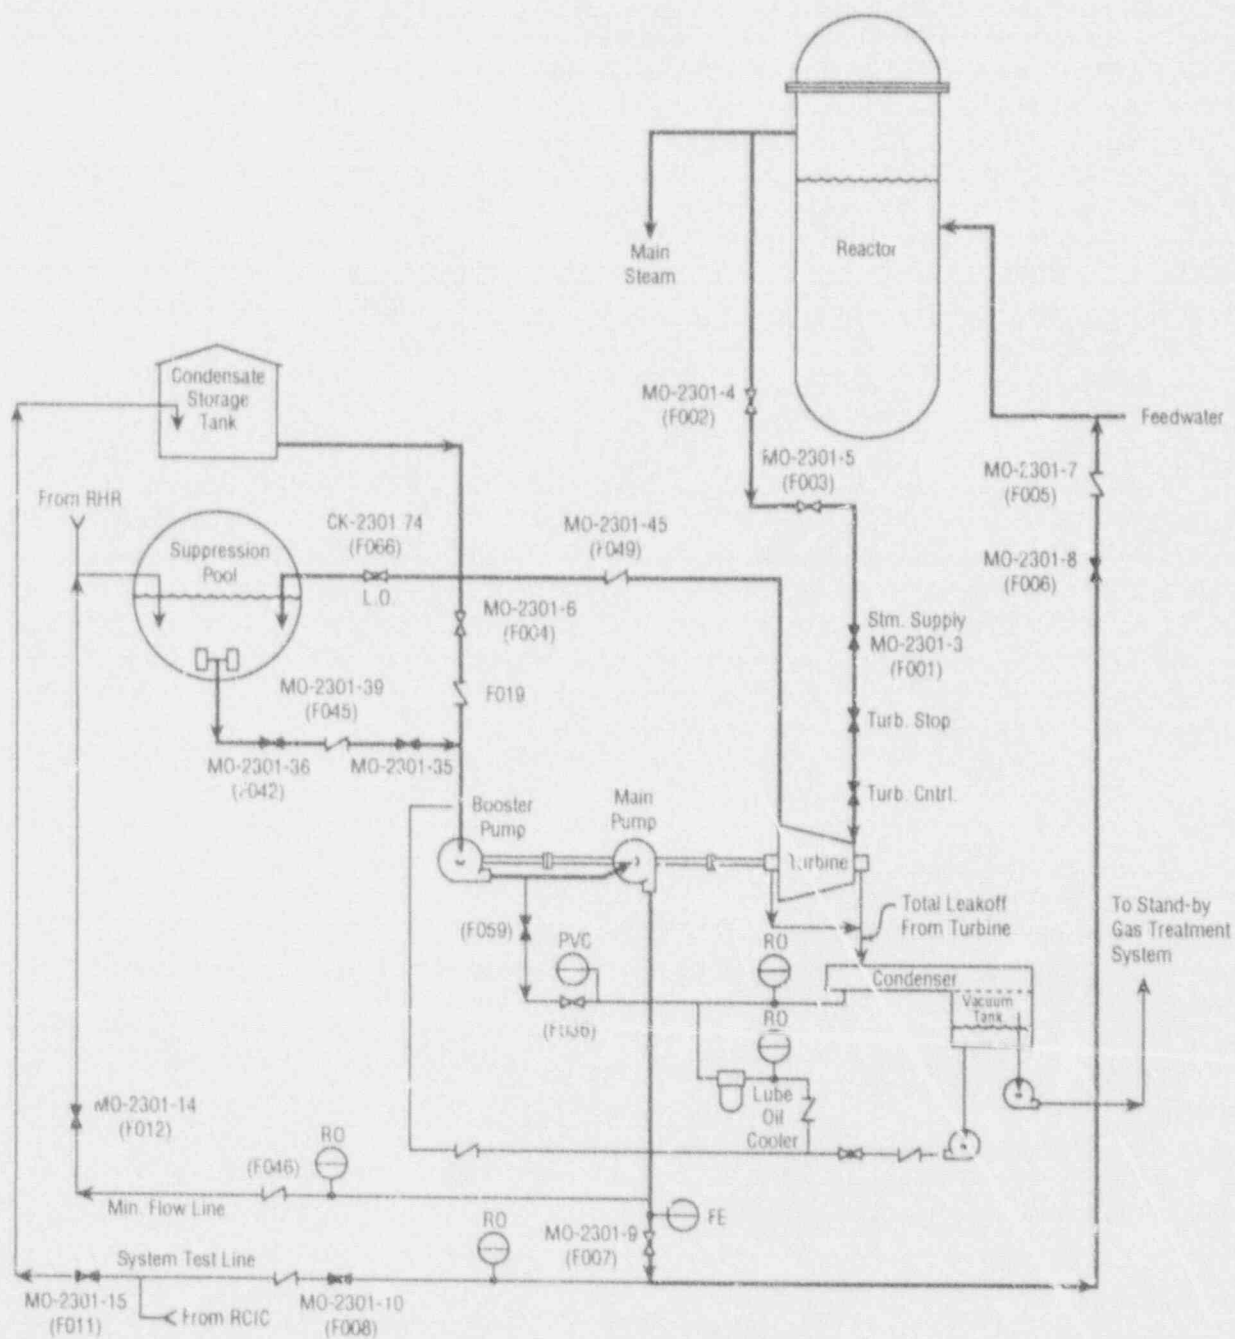 Main
Steam
Reactor
Condensate
Storage
Tank
MO-2301-4
(F002)
Feedwater
MO-2301-5
(F003)
MO-2301-7
(F005)
From RHR
CK-2301 74
(F066)
L.O.
MO-2301-45
(F049)
Suppression
Pool
MO-2301-8
(F006)
MO-2301-6
(F004)
Stm. Supply
MO-2301-3
(F001)
MO-2301-39
(F045)
F019
Turb. Stop
MO-2301-36
(F042)
MO-2301-35
Turb. Cntrl.
Booster
Pump
Main
Pump
Turbine
Total Leakoff
From Turbine
To Stand-by
Gas Treatment
System
(F059)
PVC
RO
Condenser
Vacuum
Tank
RO
Lube
Oil
Cooler
MO-2301-14
(F012)
(F046)
RO
Min. Flow Line
FE
MO-2301-9
(F007)
RO
System Test Line
MO-2301-15
(F011)
From RCIC
MO-2301-10
(F008)